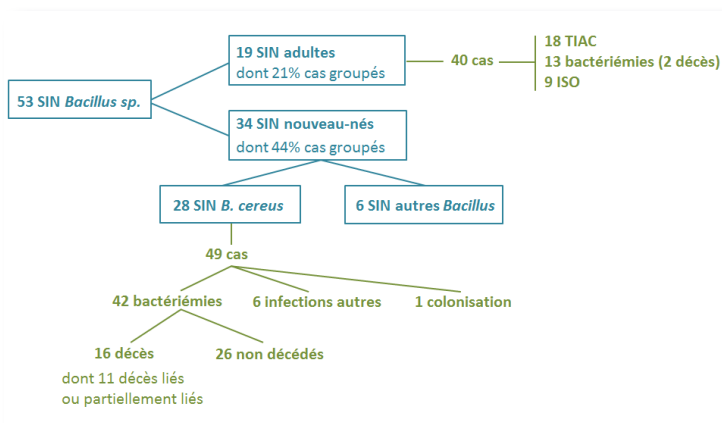 53 SIN Bacillus sp.
19 SIN adultes
dont 21% cas groupés
40 cas
18 TIAC
13 bactériémies (2 décès)
9 ISO
34 SIN nouveau-nés
dont 44% cas groupés
28 SIN B. cereus
6 SIN autres Bacillus
49 cas
42 bactériémies
6 infections autres
1 colonisation
16 décès
dont 11 décès liés
ou partiellement liés
26 non décédés